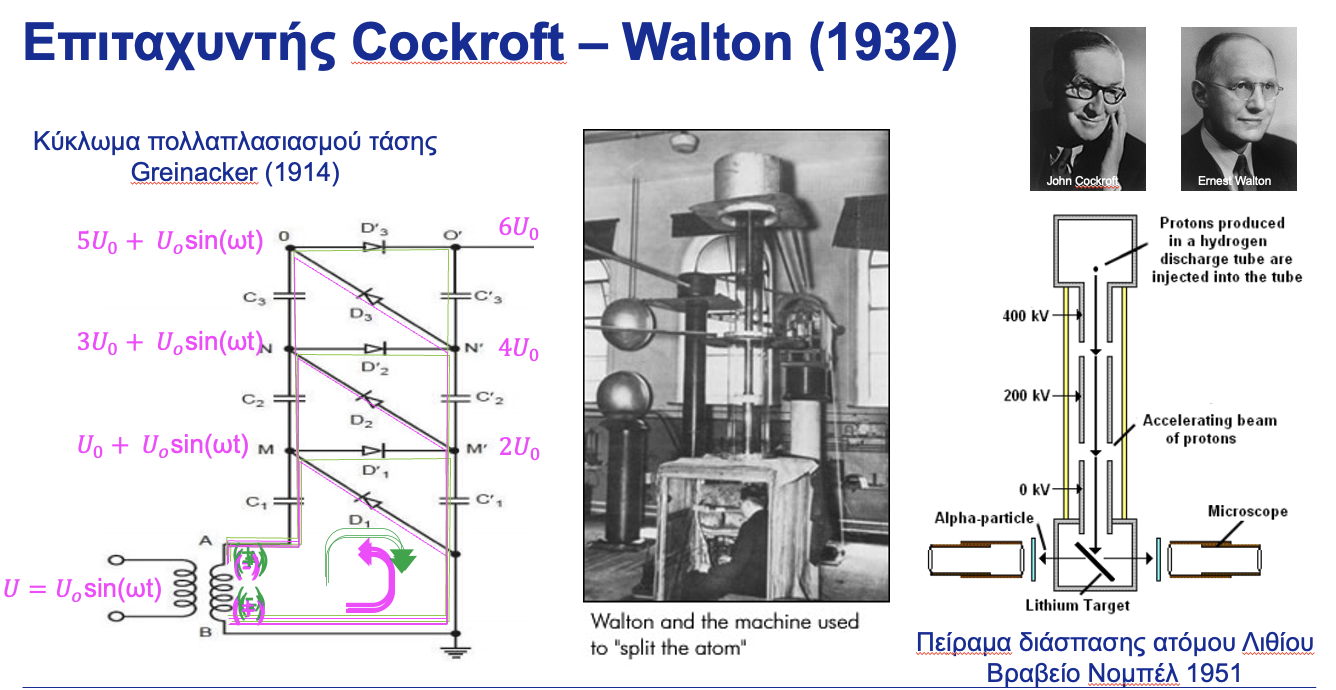 Επιταχυντής Cockroft – Walton (1932)
Κύκλωμα πολλαπλασιασμού τάσης
Greinacker (1914)
5U₀ + Uₒsin(ωt)
0
D'₃
O'
6U₀
C₃
D₃
C'₃
3U₀ + Uₒsin(ωt)
N
D'₂
N'
4U₀
C₂
D₂
C'₂
U₀ + Uₒsin(ωt)
M
D'₁
M'
2U₀
C₁
D₁
C'₁
A
U = Uₒsin(ωt)
B
Walton and the machine used
to "split the atom"
John Cockroft
Ernest Walton
Protons produced
in a hydrogen
discharge tube are
injected into the tube
400 kV
200 kV
Accelerating beam
of protons
0 kV
Alpha-particle
Microscope
Lithium Target
Πείραμα διάσπασης ατόμου Λιθίου
Βραβείο Νομπέλ 1951